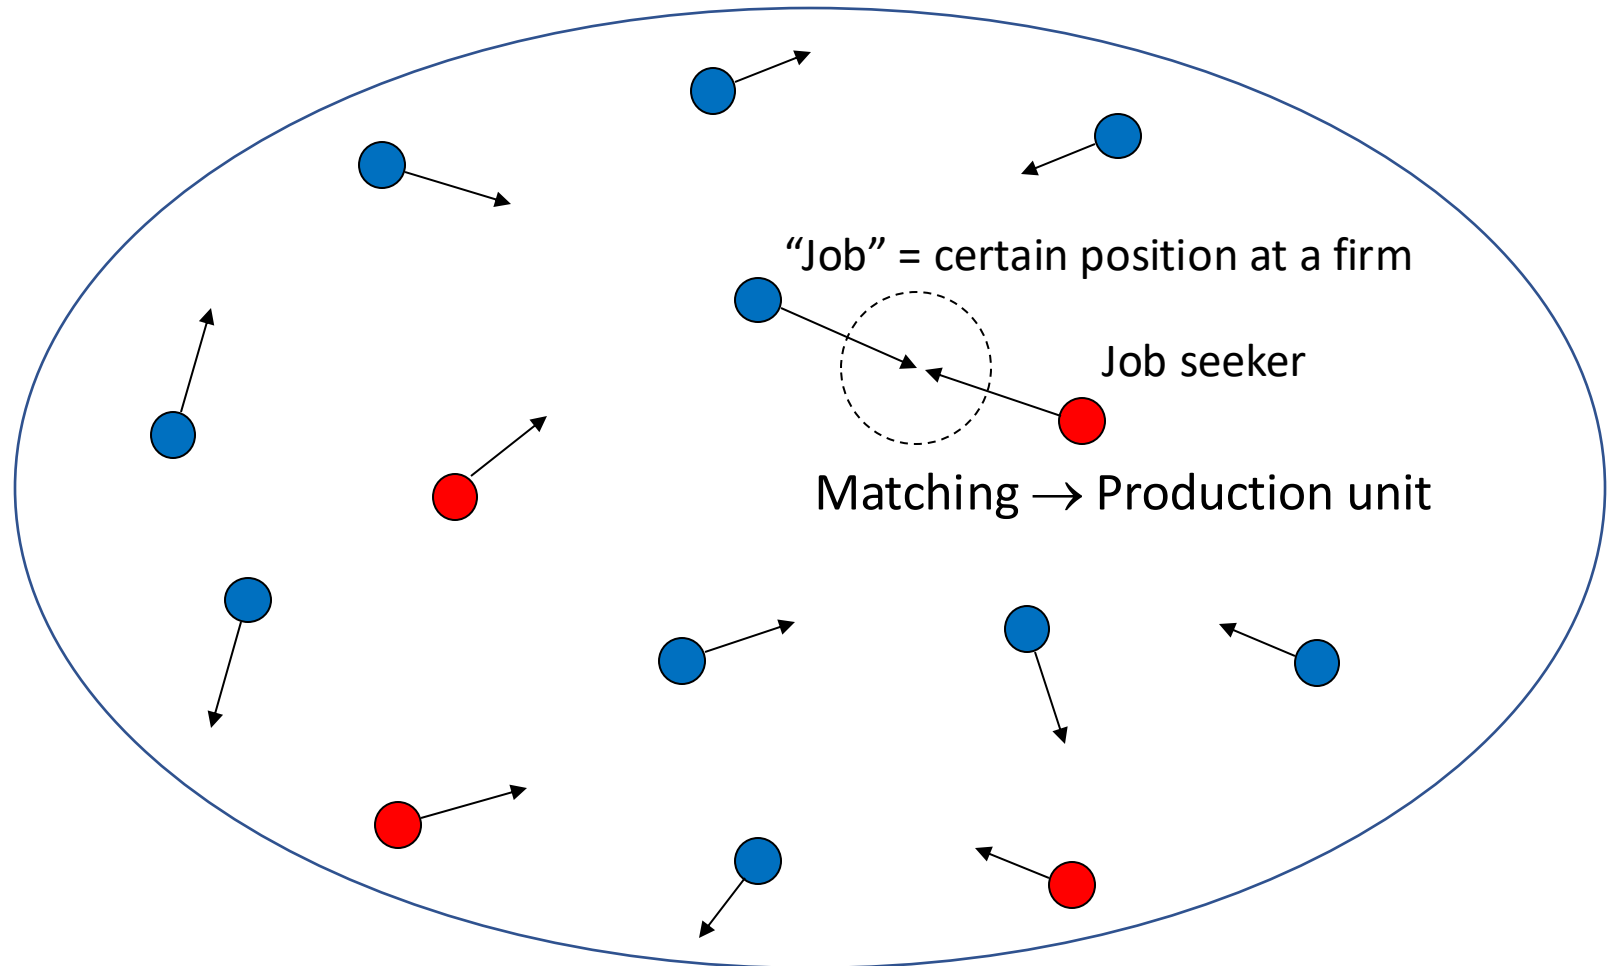 “Job” = certain position at a firm
Job seeker
Matching → Production unit